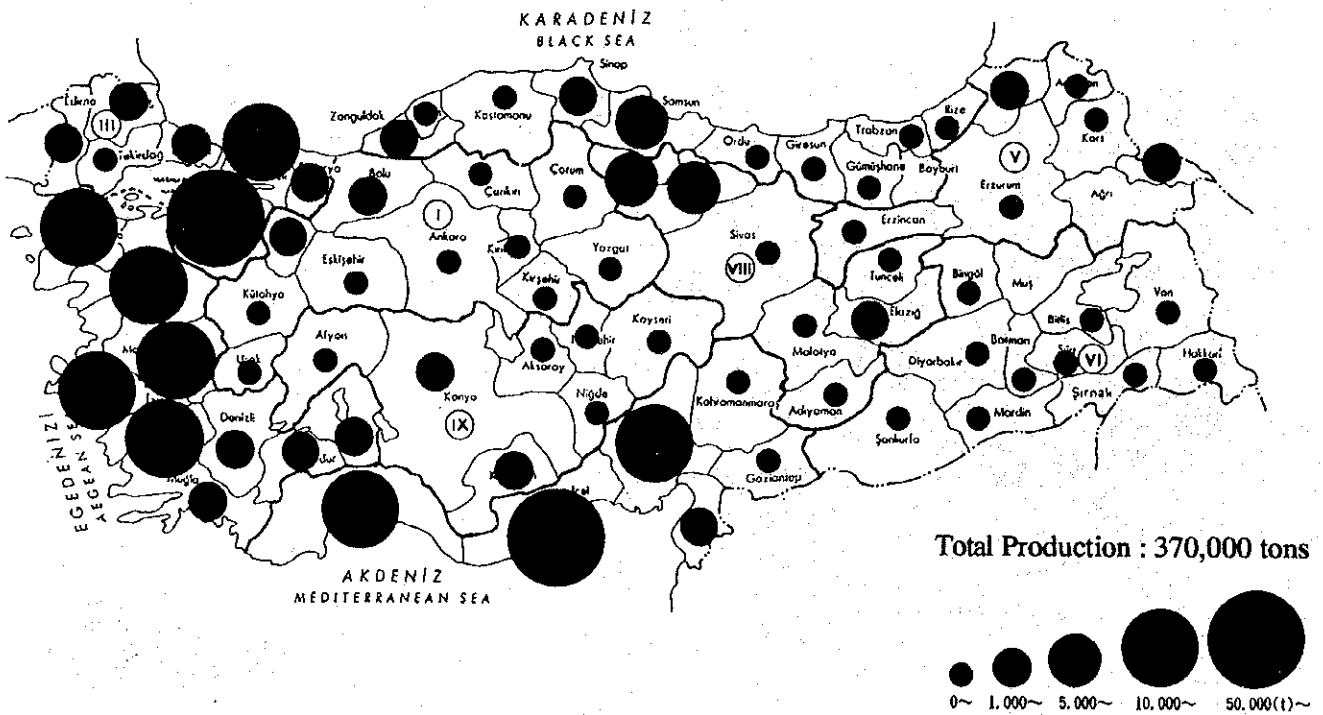 KARADENİZ
BLACK SEA
Sinop
Samsun
Edirne
III
Tekirdağ
Zonguldak
Kastamonu
Ordu
Giresun
Trabzon
Rize
Kars
Bolu
Çankırı
Çorum
Gümüşhane
Bayburt
V
Erzurum
Ağrı
I
Ankara
Erzincan
Eskişehir
Yozgat
Sivas
VIII
Tunceli
Bingöl
Muş
Kütahya
Kırşehir
Elazığ
Bitlis
Van
Afyon
Kayseri
Malatya
Diyarbakır
Batman
Siirt
VI
Hakkari
Uşak
Aksaray
Şırnak
Konya
IX
Niğde
Kahramanmaraş
Adıyaman
Mardin
Denizli
Şanlıurfa
Gaziantep
Muğla
İçel
EGEDENİZİ
AEGEAN SEA
AKDENİZ
MEDITERRANEAN SEA
Total Production : 370,000 tons
0~ 1.000~ 5.000~ 10.000~ 50.000(t)~